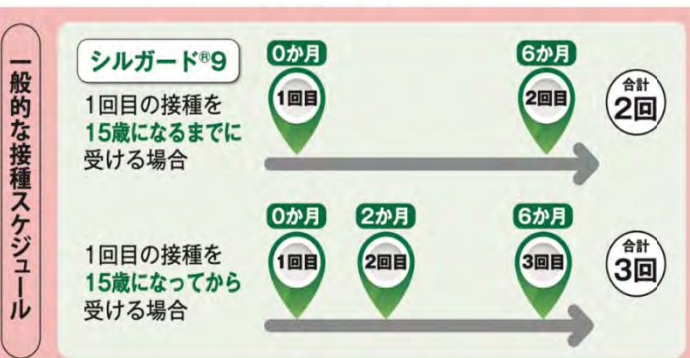 一般的な接種スケジュール
シルガード®9
1回目の接種を
15歳になるまでに
受ける場合
0か月
1回目
6か月
2回目
合計
2回
1回目の接種を
15歳になってから
受ける場合
0か月
1回目
2か月
2回目
6か月
3回目
合計
3回